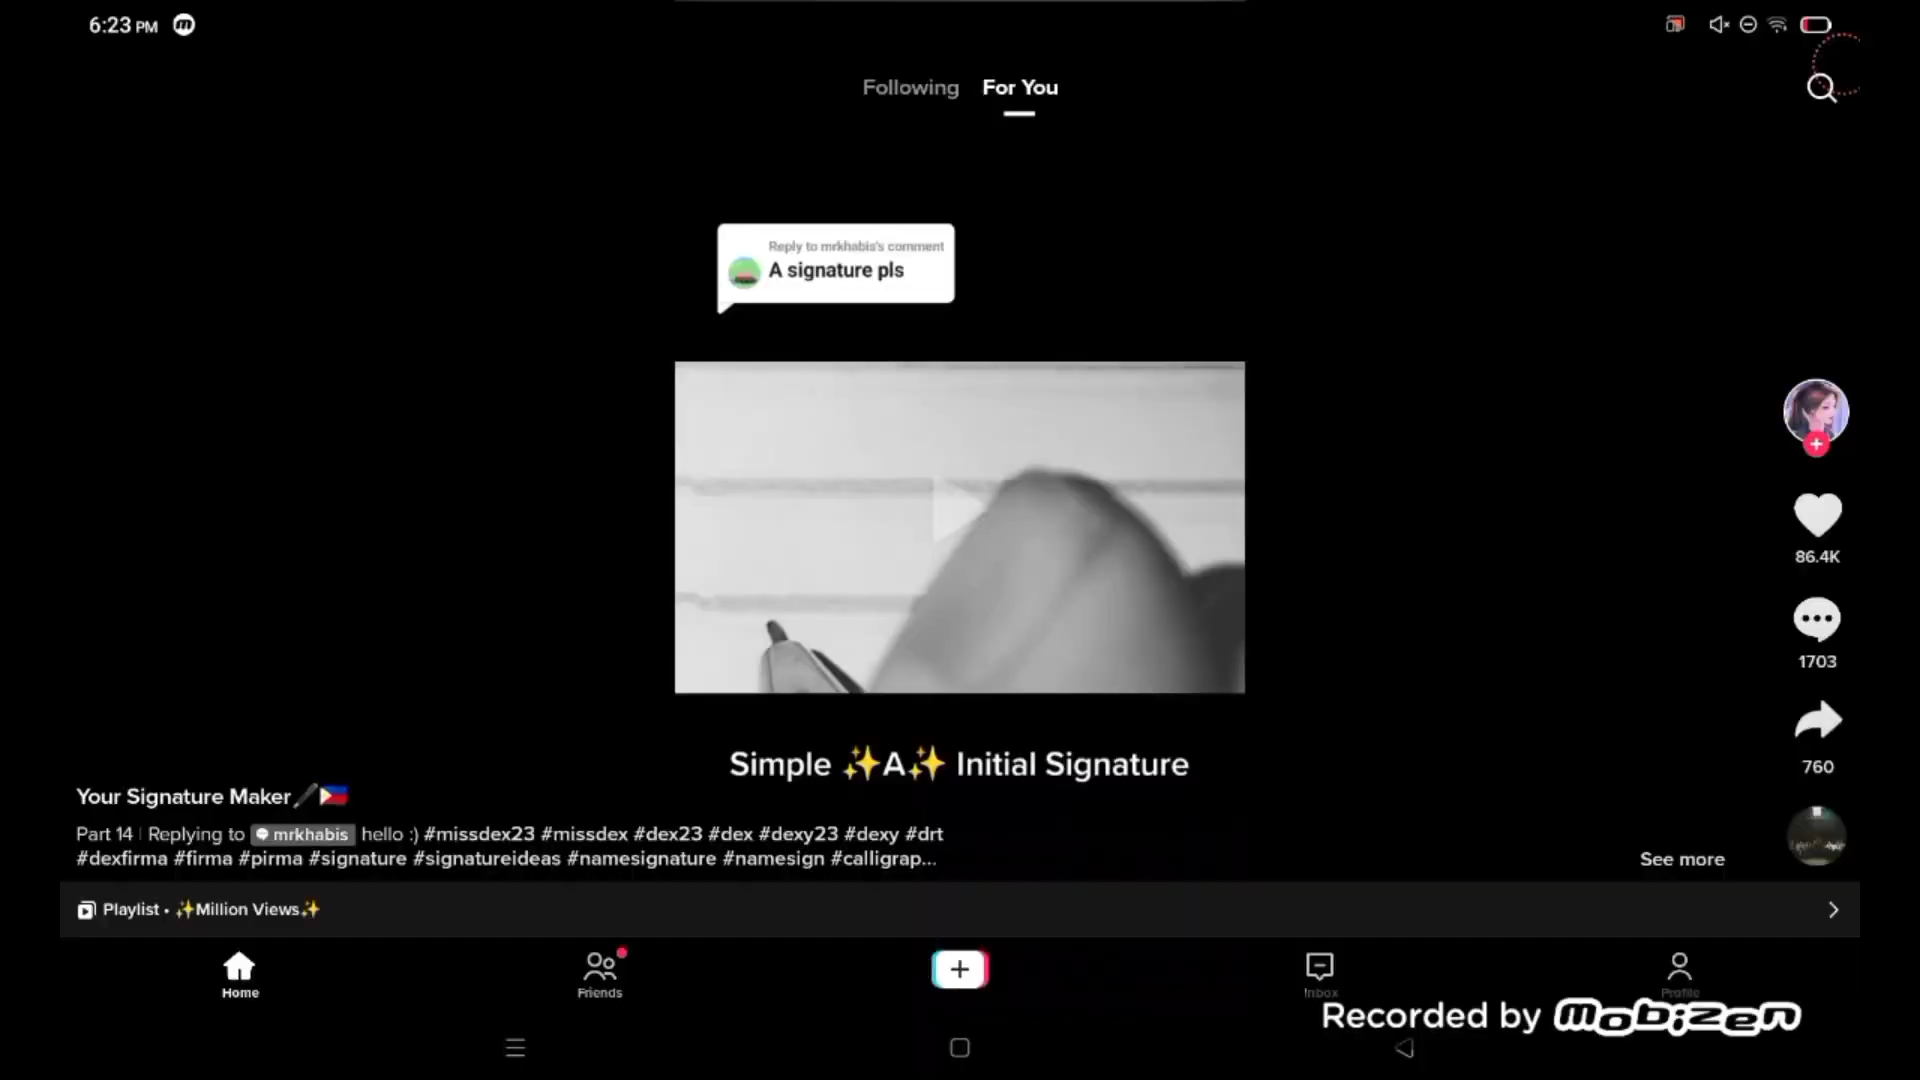 6:23 PM
Following For You
Reply to mrkhabis's comment
A signature pls
86.4K
1703
760
Simple ✨A✨ Initial Signature
Your Signature Maker🖊️🇵🇭
Part 14 | Replying to mrkhabis hello :) #missdex23 #missdex #dex23 #dex #dexy23 #dexy #drt
#dexfirma #firma #pirma #signature #signatureideas #namesignature #namesign #calligrap...
See more
Playlist • ✨Million Views✨
Home Friends Inbox Profile
Recorded by mobizen